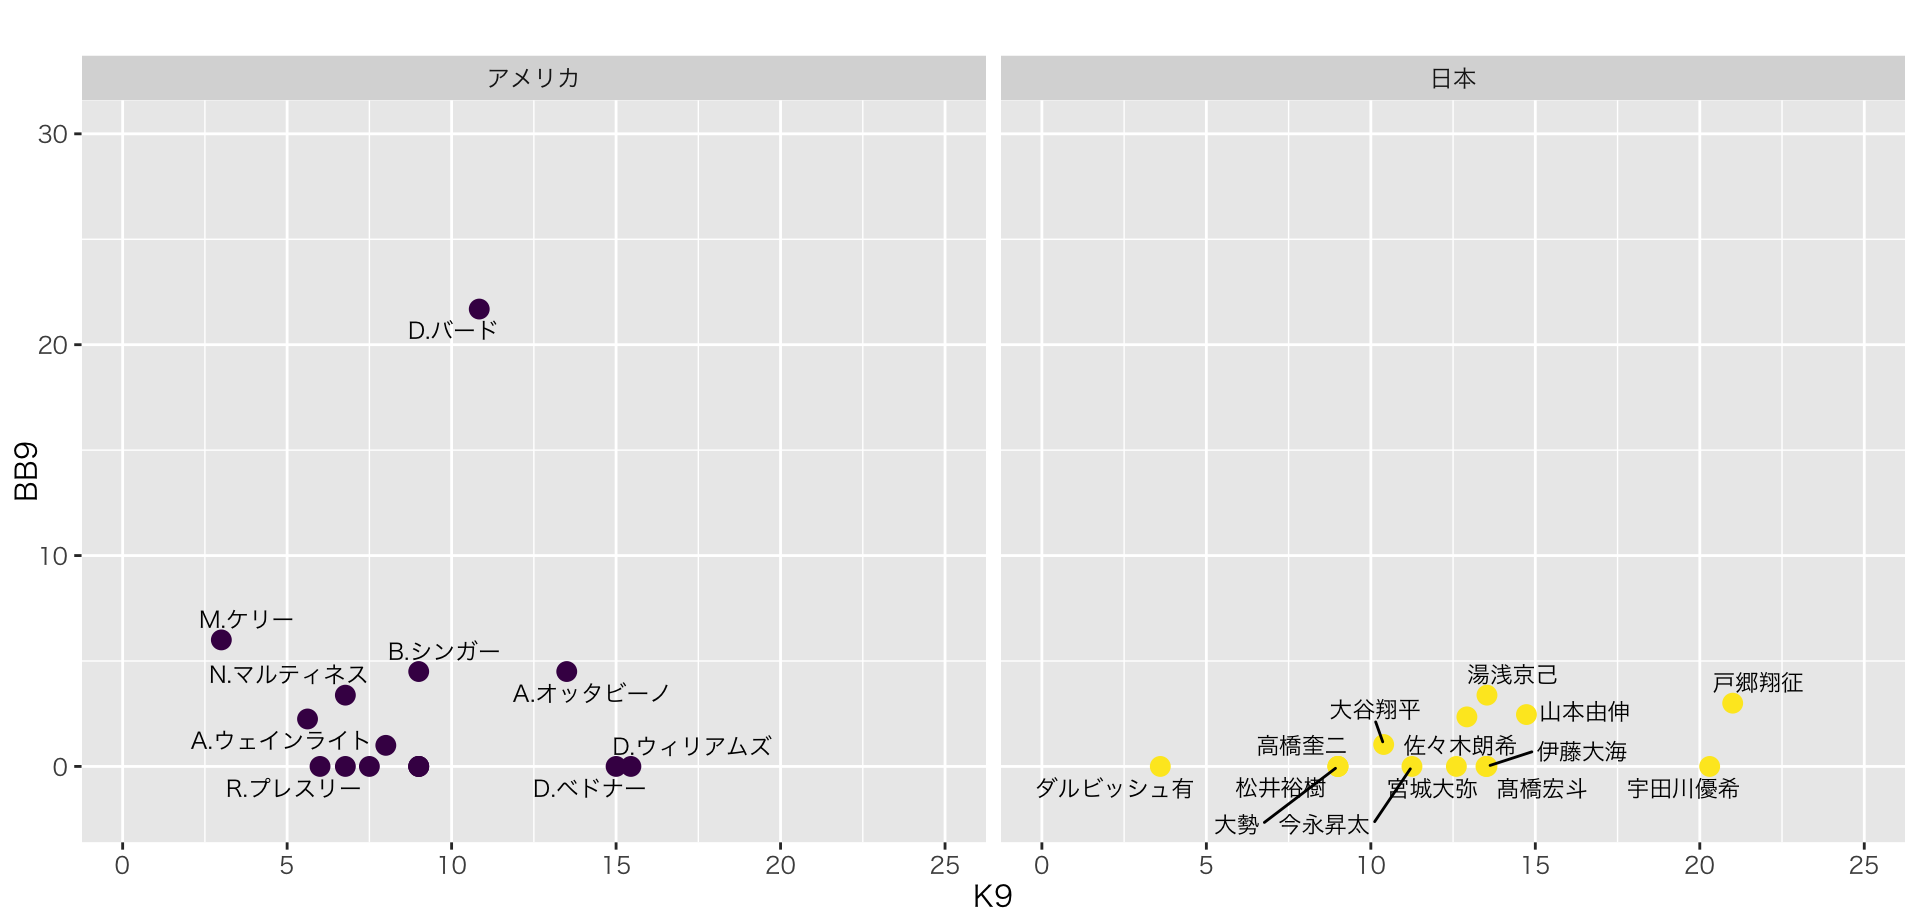 アメリカ
日本
30
20
10
0
BB9
D.バード
M.ケリー
B.シンガー
N.マルティネス
A.オッタビーノ
A.ウェインライト
D.ウィリアムズ
R.プレスリー
D.ベドナー
湯浅京己
戸郷翔征
大谷翔平
山本由伸
高橋奎二
佐々木朗希
伊藤大海
ダルビッシュ有
松井裕樹
宮城大弥
髙橋宏斗
宇田川優希
大勢
今永昇太
0
5
10
15
20
25
0
5
10
15
20
25
K9